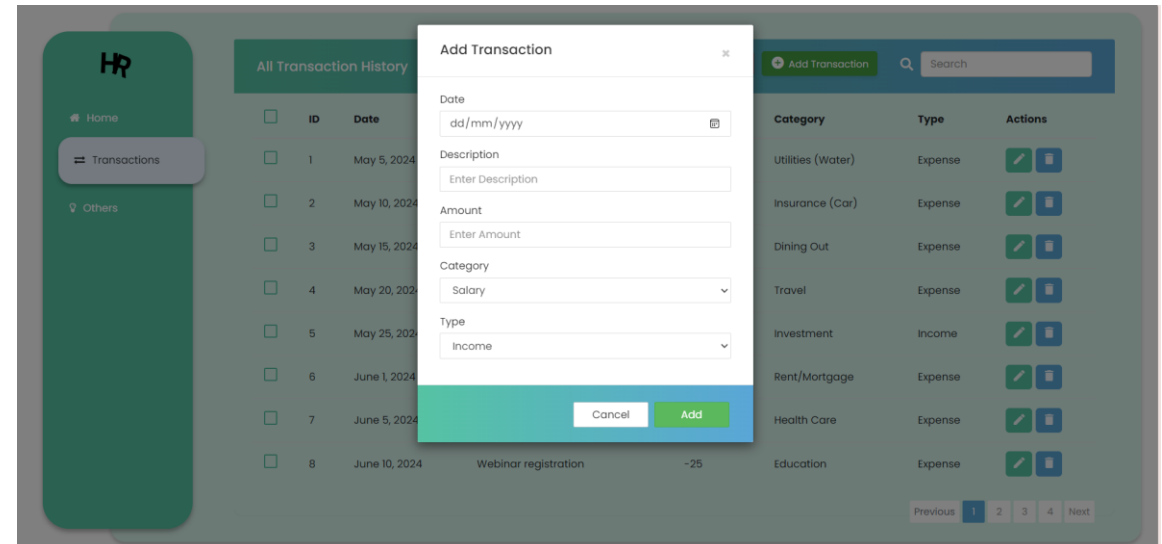 HR
Home
Transactions
Others
All Transaction History
Add Transaction
Search
ID Date Category Type Actions
1 May 5, 2024 Utilities (Water) Expense
2 May 10, 2024 Insurance (Car) Expense
3 May 15, 2024 Dining Out Expense
4 May 20, Travel Expense
5 May 25, Investment Income
6 June 1, 2024 Rent/Mortgage Expense
7 June 5, 2024 Health Care Expense
8 June 10, 2024 Webinar registration -25 Education Expense
Previous 1 2 3 4 Next
Add Transaction ×
Date
dd/mm/yyyy
Description
Enter Description
Amount
Enter Amount
Category
Salary
Type
Income
Cancel Add